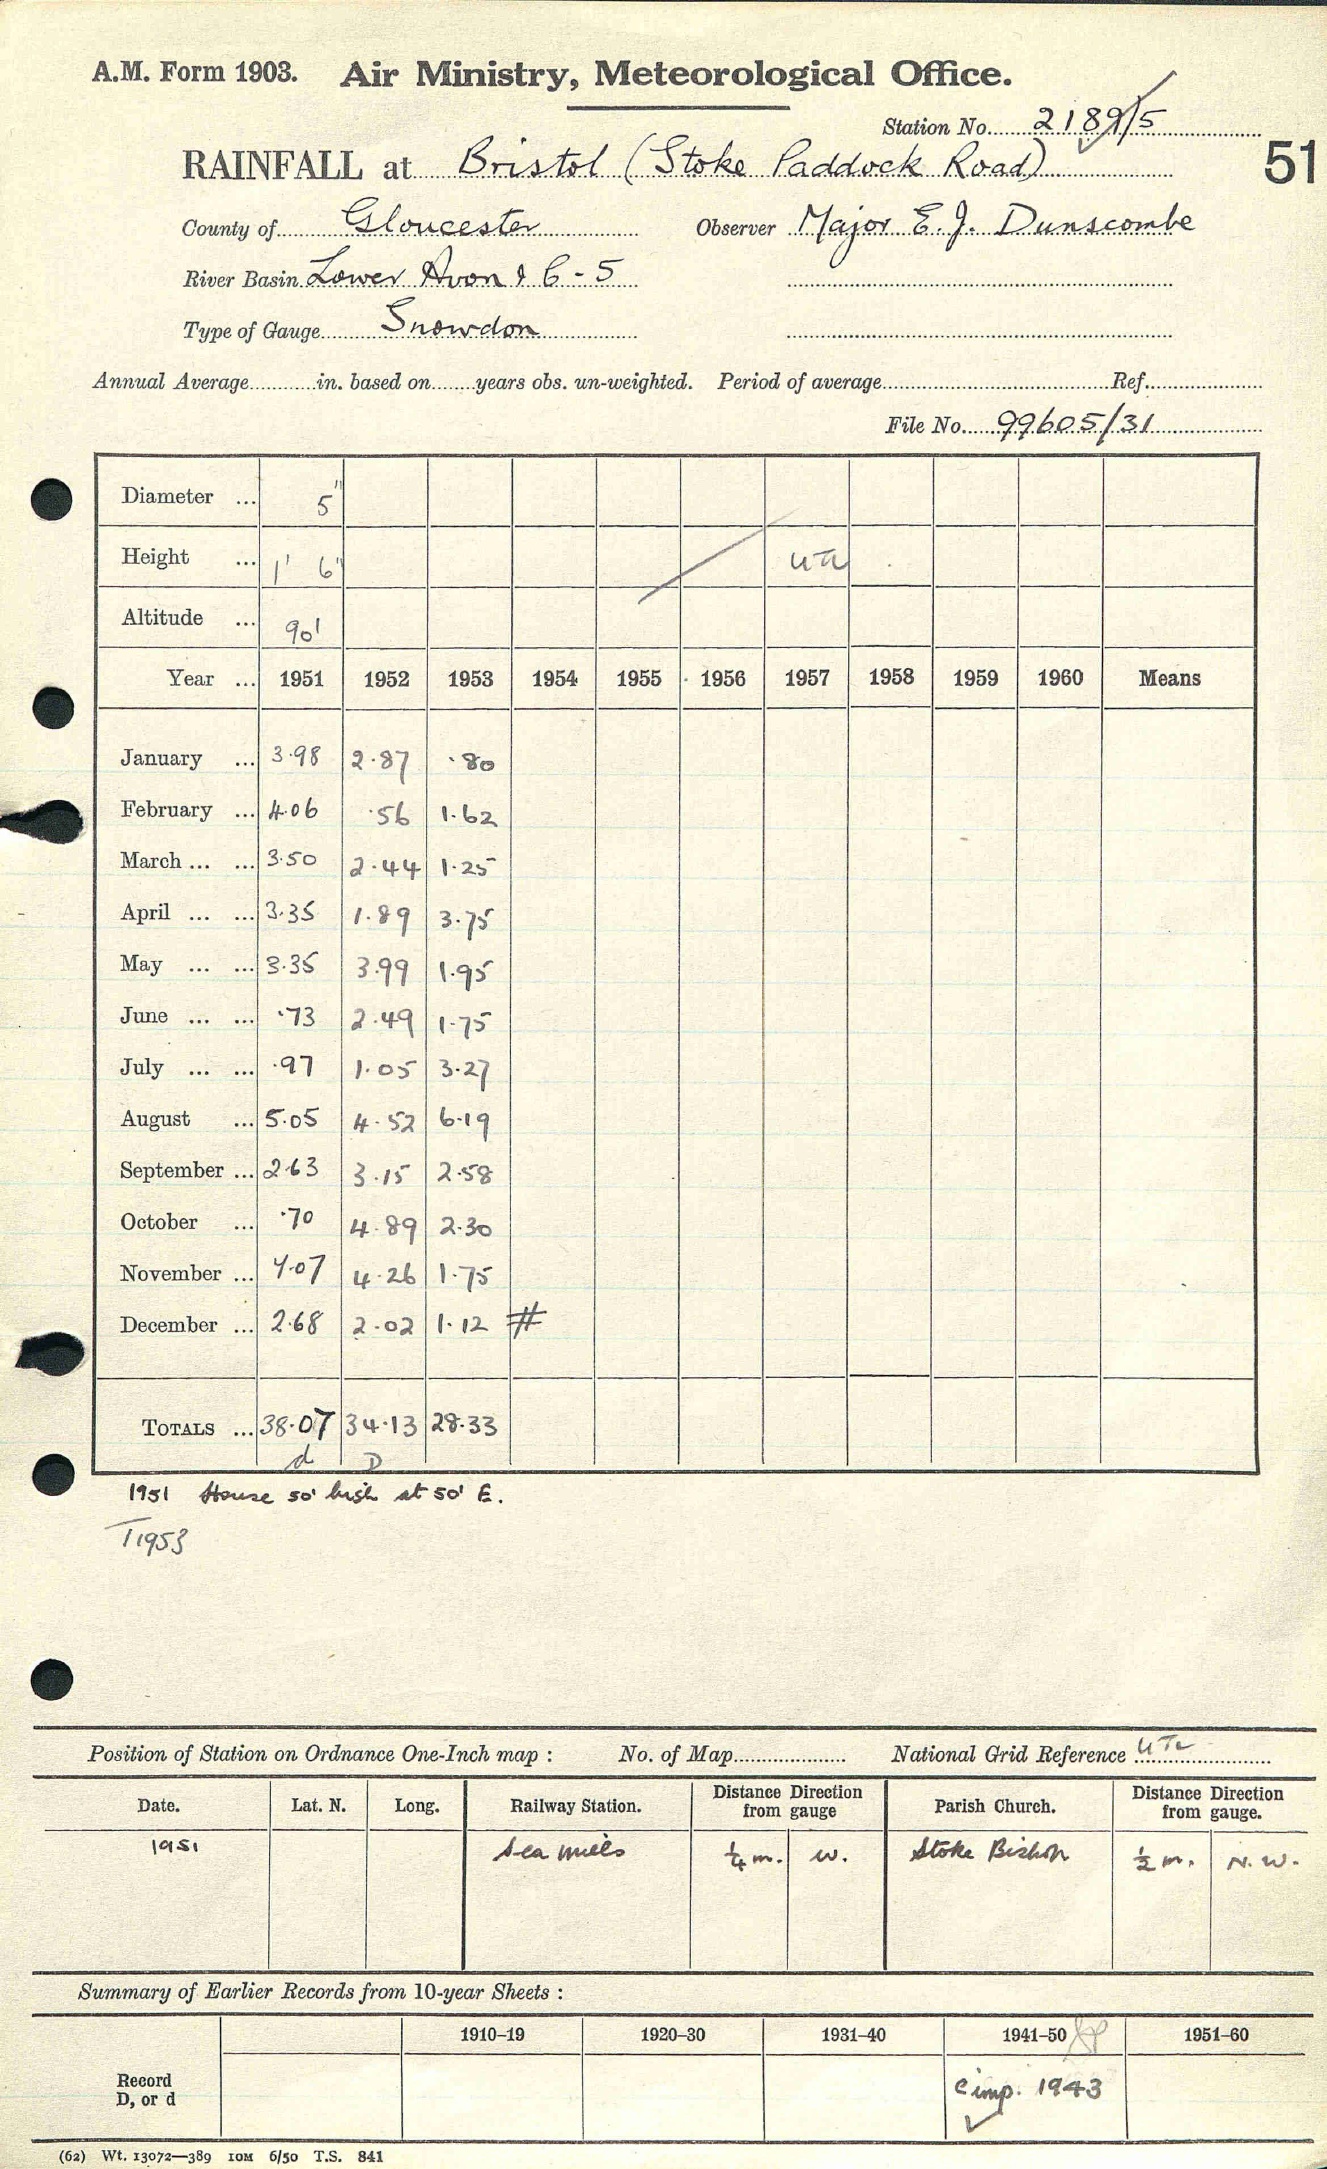 A.M. Form 1903. Air Ministry, Meteorological Office.
Station No. 2189/5
51
RAINFALL at Bristol (Stoke Paddock Road)
County of Gloucester Observer Major E. J. Dunscombe
River Basin Lower Avon & 6-5
Type of Gauge Snowdon
Annual Average in. based on years obs. un-weighted. Period of average Ref.
File No. 99605/31
Diameter ... 5"
Height ... 1' 6"
Altitude ... 90'
Year ... 1951 1952 1953 1954 1955 1956 1957 1958 1959 1960 Means
January ... 3.98 2.87 .80
February ... 4.06 .56 1.62
March ... ... 3.50 2.44 1.25
April ... ... 3.35 1.89 3.75
May ... ... 3.35 3.99 1.95
June ... ... .73 2.49 1.75
July ... ... .97 1.05 3.27
August ... 5.05 4.52 6.19
September ... 2.63 3.15 2.58
October ... .70 4.89 2.30
November ... 7.07 4.26 1.75
December ... 2.68 2.02 1.12 #
TOTALS ... 38.07 34.13 28.33
d D
1951 House 50' high at 50' E.
T1953
Position of Station on Ordnance One-Inch map : No. of Map National Grid Reference
Date. Lat. N. Long. Railway Station. Distance Direction from gauge Parish Church. Distance Direction from gauge.
1951 Sea Mills ¼ m. W. Stoke Bishop ½ m. N.W.
Summary of Earlier Records from 10-year Sheets :
1910–19 1920–30 1931–40 1941–50 1951–60
Record D, or d C imp. 1943
(62) Wt. 13072—389 10M 6/50 T.S. 841